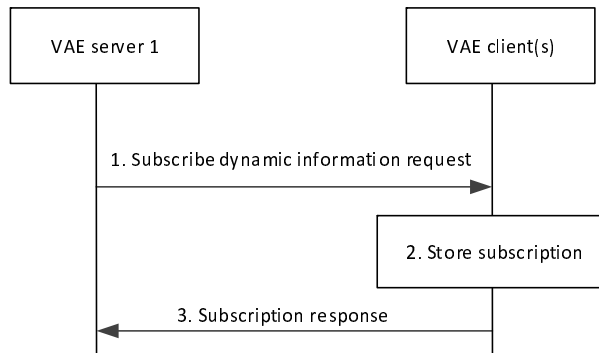 VAE server 1
VAE client(s)
1. Subscribe dynamic information request
2. Store subscription
3. Subscription response